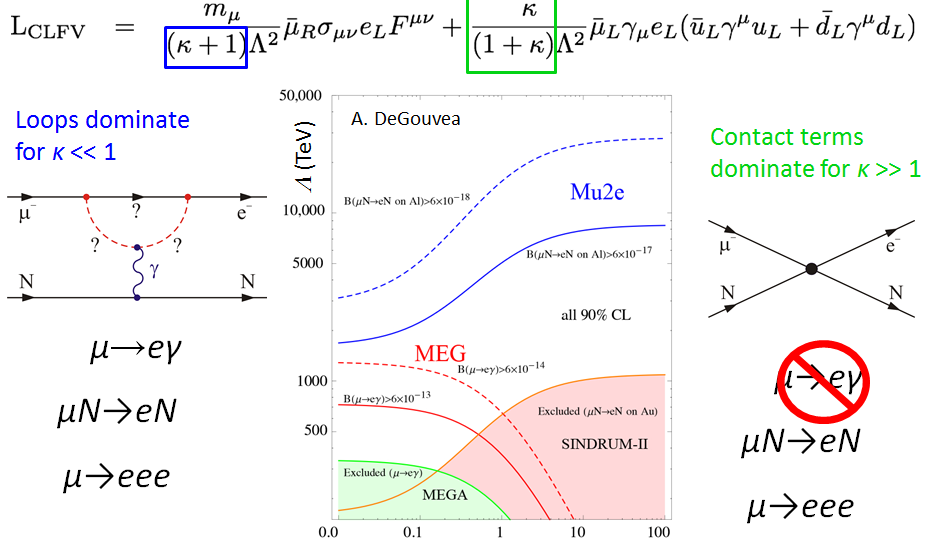 L_CLFV = m_μ/((κ + 1)Λ²) μ̄_R σ_μν e_L F^μν + κ/((1 + κ)Λ²) μ̄_L γ_μ e_L (ū_L γ^μ u_L + d̄_L γ^μ d_L)
Loops dominate
for κ << 1
μ⁻
?
e⁻
?
?
γ
N
N
μ→eγ
μN→eN
μ→eee
Λ (TeV)
50,000
10,000
5000
1000
500
A. DeGouvea
Mu2e
B(μN→eN on Al)>6×10⁻¹⁸
B(μN→eN on Al)>6×10⁻¹⁷
all 90% CL
MEG
B(μ→eγ)>6×10⁻¹⁴
B(μ→eγ)>6×10⁻¹³
Excluded (μN→eN on Au)
SINDRUM-II
Excluded (μ→eγ)
MEGA
0.0 0.1 1 10 100
Contact terms
dominate for κ >> 1
μ⁻
e⁻
N
N
μ→eγ
μN→eN
μ→eee